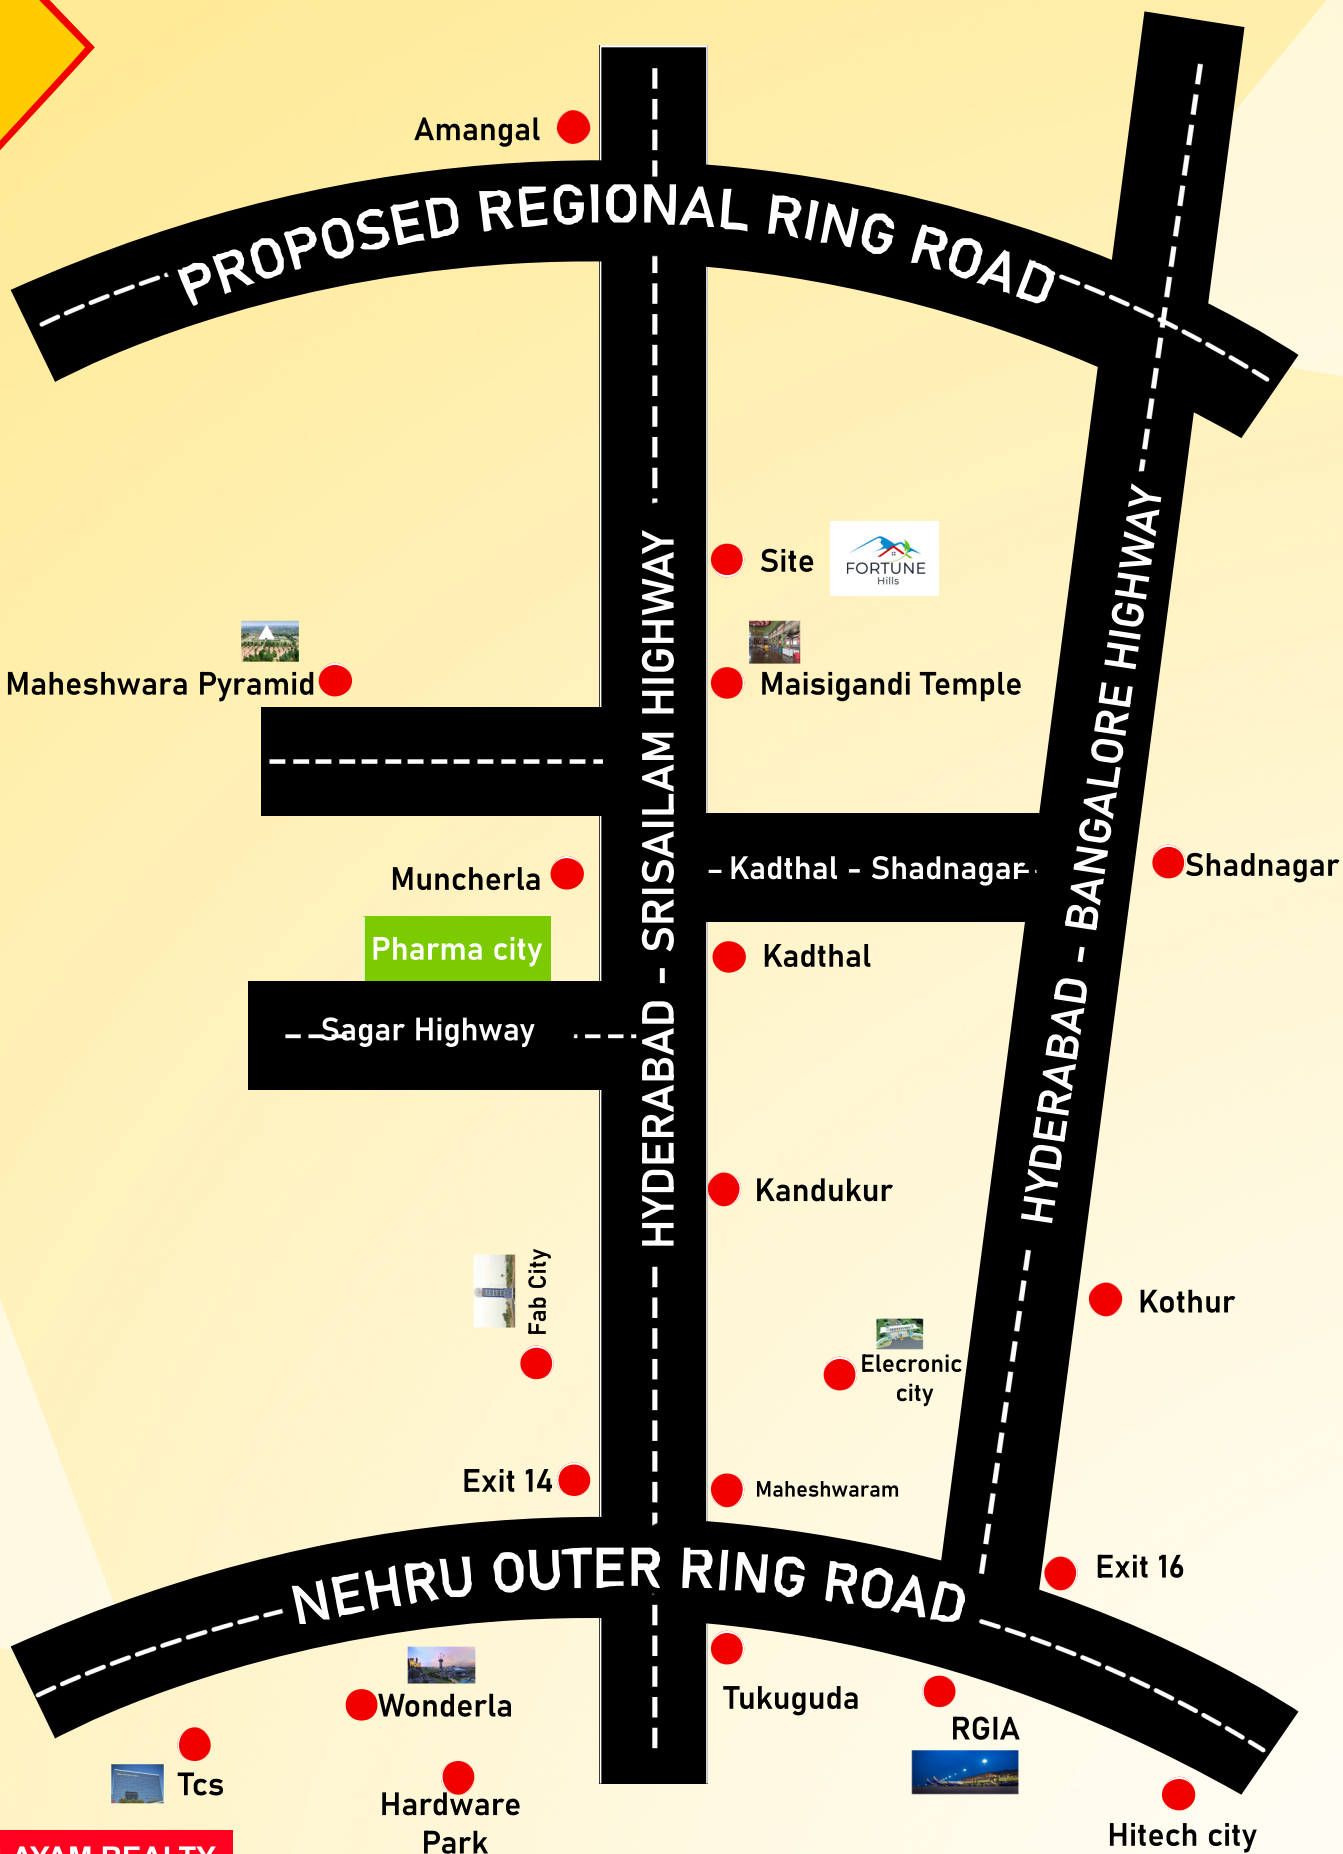 Amangal
PROPOSED REGIONAL RING ROAD
Site
FORTUNE
Hills
Maheshwara Pyramid
Maisigandi Temple
HYDERABAD - SRISAILAM HIGHWAY
HYDERABAD - BANGALORE HIGHWAY
Muncherla
Kadthal - Shadnagar
Shadnagar
Pharma city
Kadthal
Sagar Highway
Kandukur
Fab City
Kothur
Elecronic
city
Exit 14
Maheshwaram
Exit 16
NEHRU OUTER RING ROAD
Wonderla
Tukuguda
RGIA
Tcs
Hardware
Park
Hitech city
AYAM REALTY